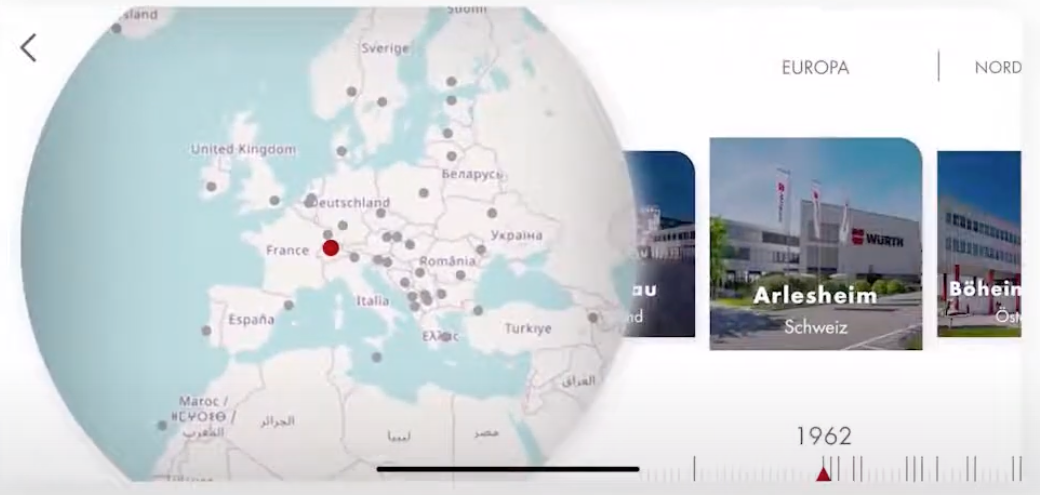 sland
Suomi
Sverige
United Kingdom
Беларусь
Deutschland
Україна
France
România
Italia
España
Ελλάς
Türkiye
العراق
Maroc /
ⵍⵎⵖⵔⵉⴱ /
المغرب
الجزائر
ليبيا
مصر
EUROPA
NORD
au
nd
WÜRTH
Arlesheim
Schweiz
Böhein
Öst
1962